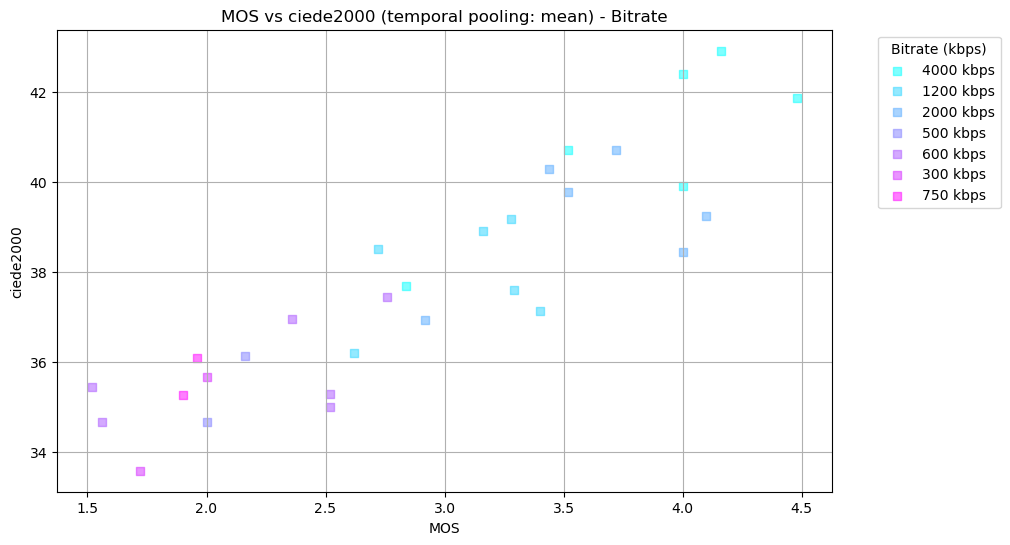 MOS vs ciede2000 (temporal pooling: mean) - Bitrate
ciede2000
42
40
38
36
34
1.5 2.0 2.5 3.0 3.5 4.0 4.5
MOS
Bitrate (kbps)
4000 kbps
1200 kbps
2000 kbps
500 kbps
600 kbps
300 kbps
750 kbps